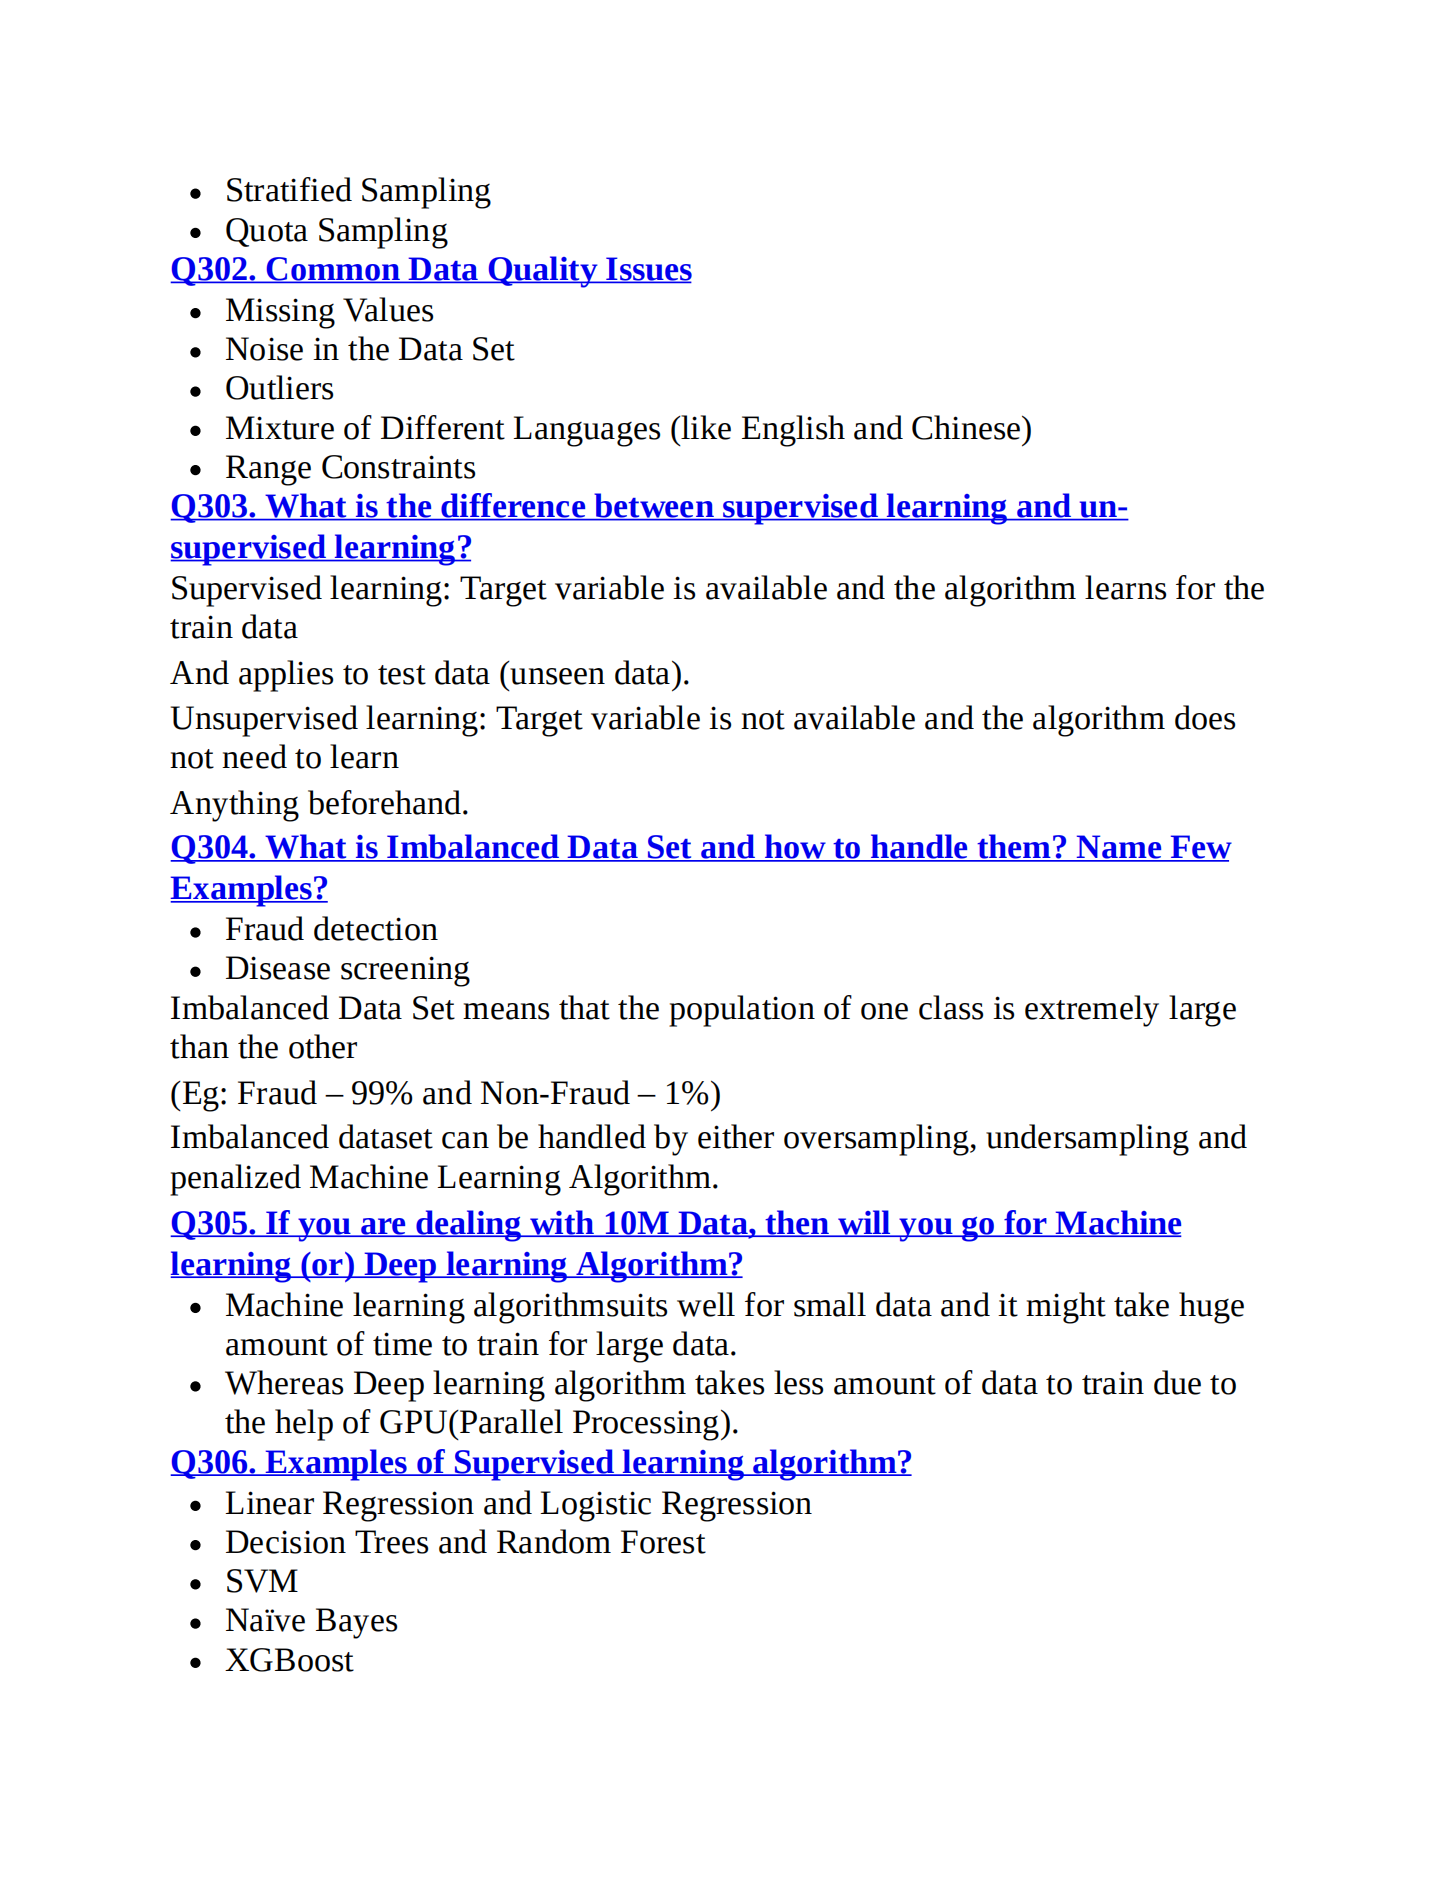 • Stratified Sampling
• Quota Sampling
Q302. Common Data Quality Issues
• Missing Values
• Noise in the Data Set
• Outliers
• Mixture of Different Languages (like English and Chinese)
• Range Constraints
Q303. What is the difference between supervised learning and un-
supervised learning?
Supervised learning: Target variable is available and the algorithm learns for the
train data
And applies to test data (unseen data).
Unsupervised learning: Target variable is not available and the algorithm does
not need to learn
Anything beforehand.
Q304. What is Imbalanced Data Set and how to handle them? Name Few
Examples?
• Fraud detection
• Disease screening
Imbalanced Data Set means that the population of one class is extremely large
than the other
(Eg: Fraud – 99% and Non-Fraud – 1%)
Imbalanced dataset can be handled by either oversampling, undersampling and
penalized Machine Learning Algorithm.
Q305. If you are dealing with 10M Data, then will you go for Machine
learning (or) Deep learning Algorithm?
• Machine learning algorithmsuits well for small data and it might take huge
amount of time to train for large data.
• Whereas Deep learning algorithm takes less amount of data to train due to
the help of GPU(Parallel Processing).
Q306. Examples of Supervised learning algorithm?
• Linear Regression and Logistic Regression
• Decision Trees and Random Forest
• SVM
• Naïve Bayes
• XGBoost